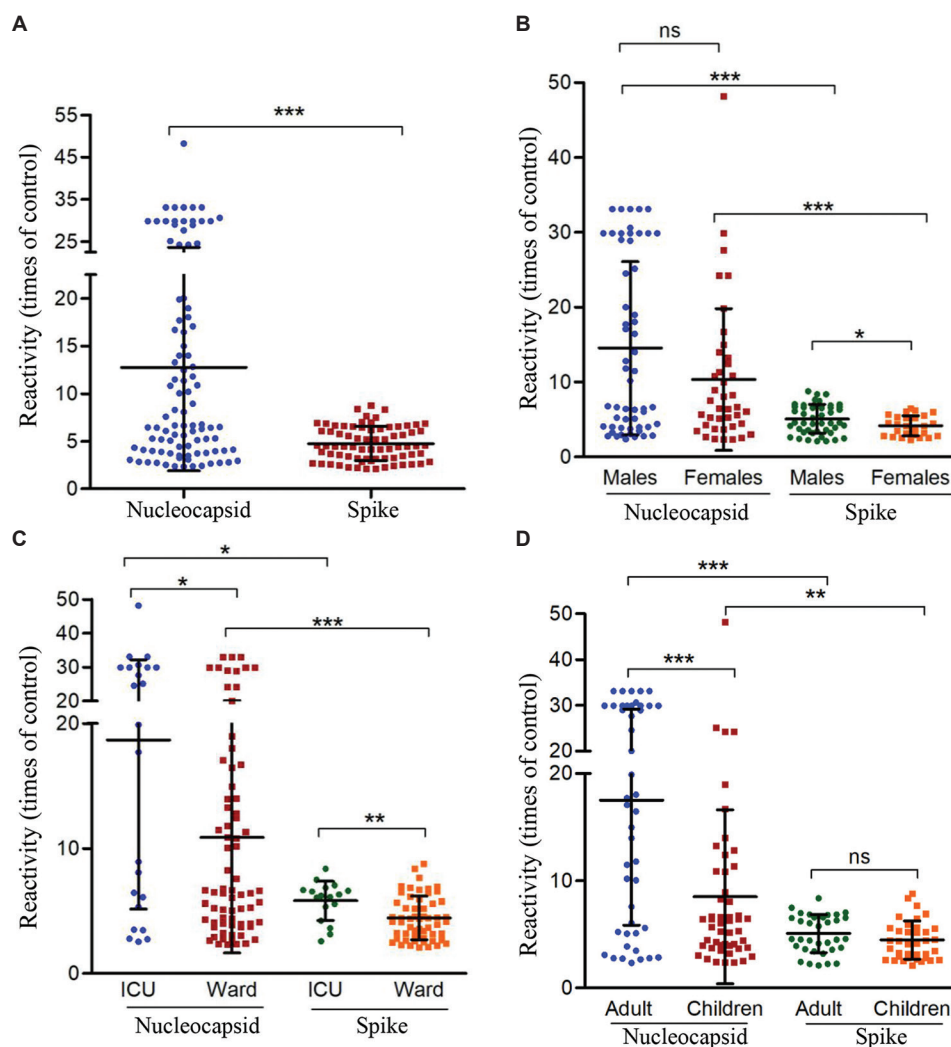 A
Reactivity (times of control)
55
45
35
25
20
15
10
5
0
***
Nucleocapsid Spike
B
Reactivity (times of control)
50
40
30
20
10
0
ns
***
***
*
Males Females Males Females
Nucleocapsid Spike
C
Reactivity (times of control)
50
40
30
20
20
10
0
*
*
***
**
ICU Ward ICU Ward
Nucleocapsid Spike
D
Reactivity (times of control)
50
40
30
20
20
10
0
***
**
***
ns
Adult Children Adult Children
Nucleocapsid Spike